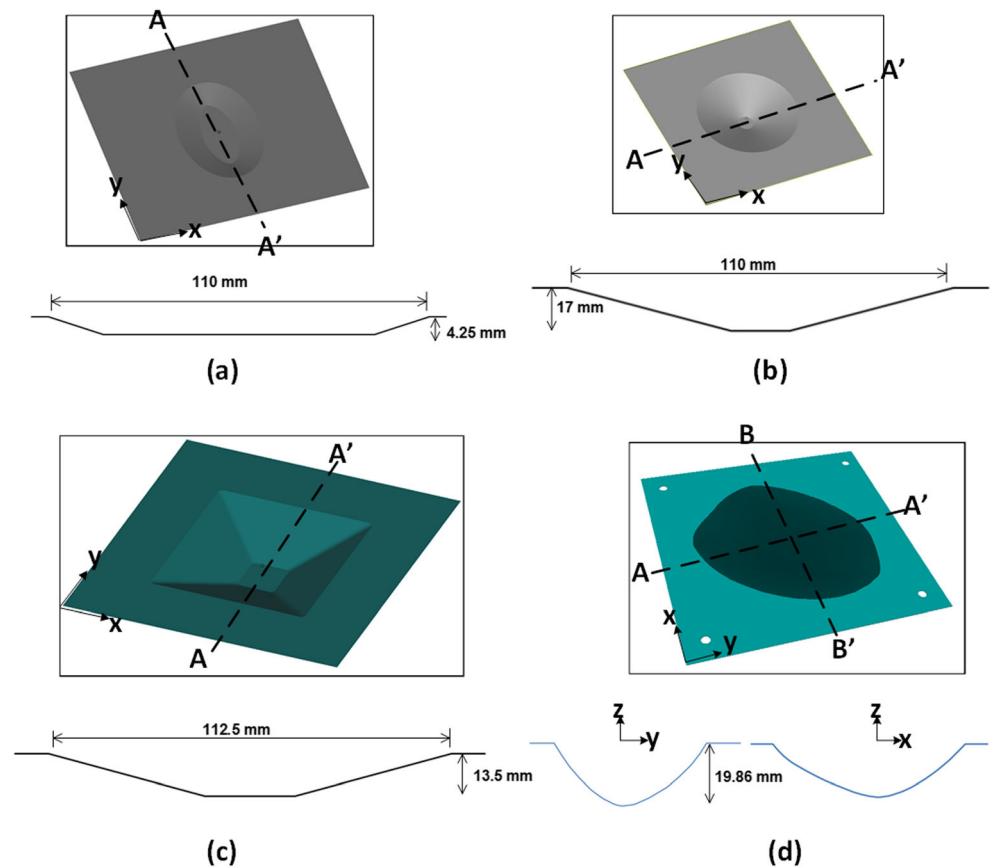 A
y
x
A’
110 mm
4.25 mm
(a)
A’
A
y
x
110 mm
17 mm
(b)
A’
y
x
A
112.5 mm
13.5 mm
(c)
B
A’
A
x
y
B’
z
y
z
x
19.86 mm
(d)